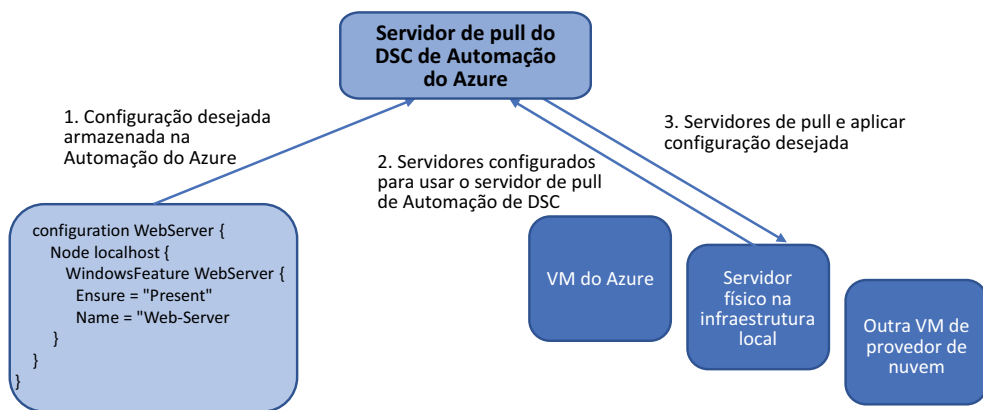 Servidor de pull do
DSC de Automação
do Azure
1. Configuração desejada
armazenada na
Automação do Azure
3. Servidores de pull e aplicar
configuração desejada
2. Servidores configurados
para usar o servidor de pull
de Automação de DSC
configuration WebServer {
Node localhost {
WindowsFeature WebServer {
Ensure = "Present"
Name = "Web-Server
}
}
}
VM do Azure
Servidor
físico na
infraestrutura
local
Outra VM de
provedor de
nuvem